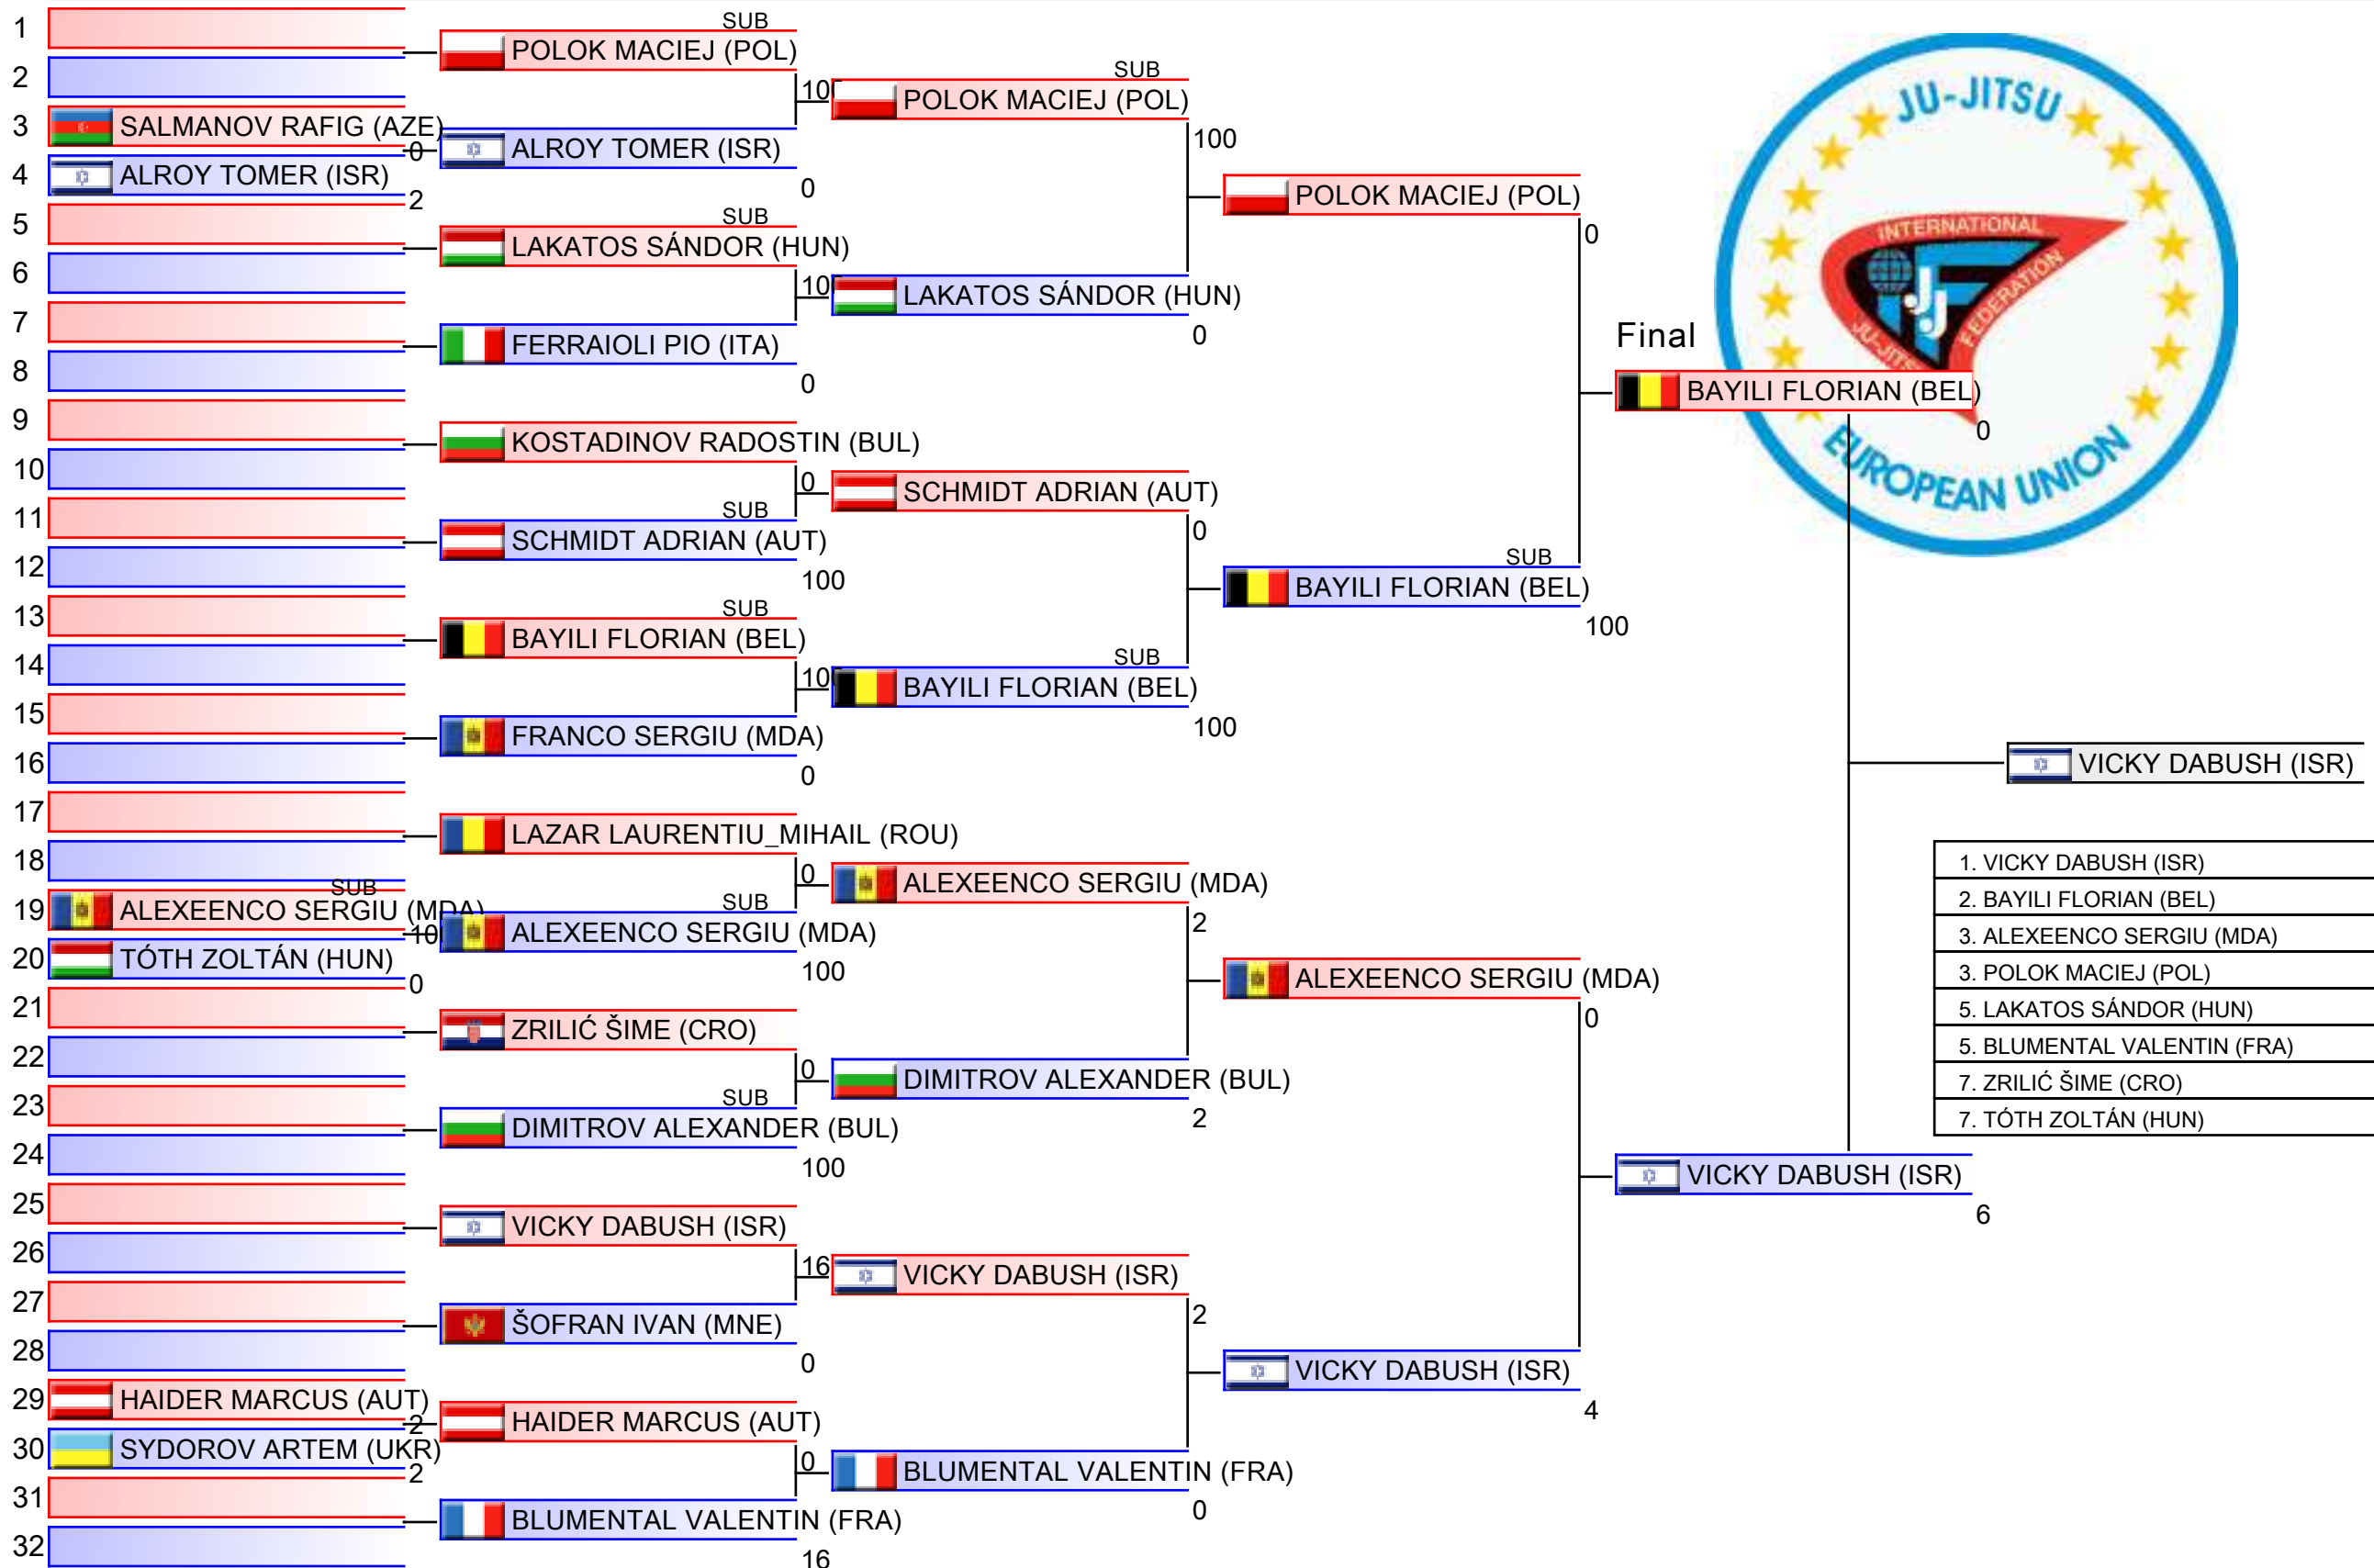 1
2
3 SALMANOV RAFIG (AZE)
0
4 ALROY TOMER (ISR)
2
5
6
7
8
9
10
11
12
13
14
15
16
17
18
SUB
19 ALEXEENCO SERGIU (MDA)
10
20 TÓTH ZOLTÁN (HUN)
0
21
22
23
24
25
26
27
28
29 HAIDER MARCUS (AUT)
2
30 SYDOROV ARTEM (UKR)
2
31
32
SUB
POLOK MACIEJ (POL)
10
ALROY TOMER (ISR)
0
SUB
LAKATOS SÁNDOR (HUN)
10
FERRAIOLI PIO (ITA)
0
KOSTADINOV RADOSTIN (BUL)
0
SUB
SCHMIDT ADRIAN (AUT)
100
SUB
BAYILI FLORIAN (BEL)
10
FRANCO SERGIU (MDA)
0
LAZAR LAURENTIU_MIHAIL (ROU)
0
SUB
ALEXEENCO SERGIU (MDA)
100
ZRILIĆ ŠIME (CRO)
0
SUB
DIMITROV ALEXANDER (BUL)
100
VICKY DABUSH (ISR)
16
ŠOFRAN IVAN (MNE)
0
HAIDER MARCUS (AUT)
0
BLUMENTAL VALENTIN (FRA)
16
SUB
POLOK MACIEJ (POL)
100
LAKATOS SÁNDOR (HUN)
0
SCHMIDT ADRIAN (AUT)
0
SUB
BAYILI FLORIAN (BEL)
100
ALEXEENCO SERGIU (MDA)
2
DIMITROV ALEXANDER (BUL)
2
VICKY DABUSH (ISR)
2
BLUMENTAL VALENTIN (FRA)
0
POLOK MACIEJ (POL)
0
SUB
BAYILI FLORIAN (BEL)
100
ALEXEENCO SERGIU (MDA)
0
VICKY DABUSH (ISR)
4
Final
BAYILI FLORIAN (BEL)
0
VICKY DABUSH (ISR)
6
VICKY DABUSH (ISR)
JU-JITSU
INTERNATIONAL
FEDERATION
EUROPEAN UNION
1. VICKY DABUSH (ISR)
2. BAYILI FLORIAN (BEL)
3. ALEXEENCO SERGIU (MDA)
3. POLOK MACIEJ (POL)
5. LAKATOS SÁNDOR (HUN)
5. BLUMENTAL VALENTIN (FRA)
7. ZRILIĆ ŠIME (CRO)
7. TÓTH ZOLTÁN (HUN)